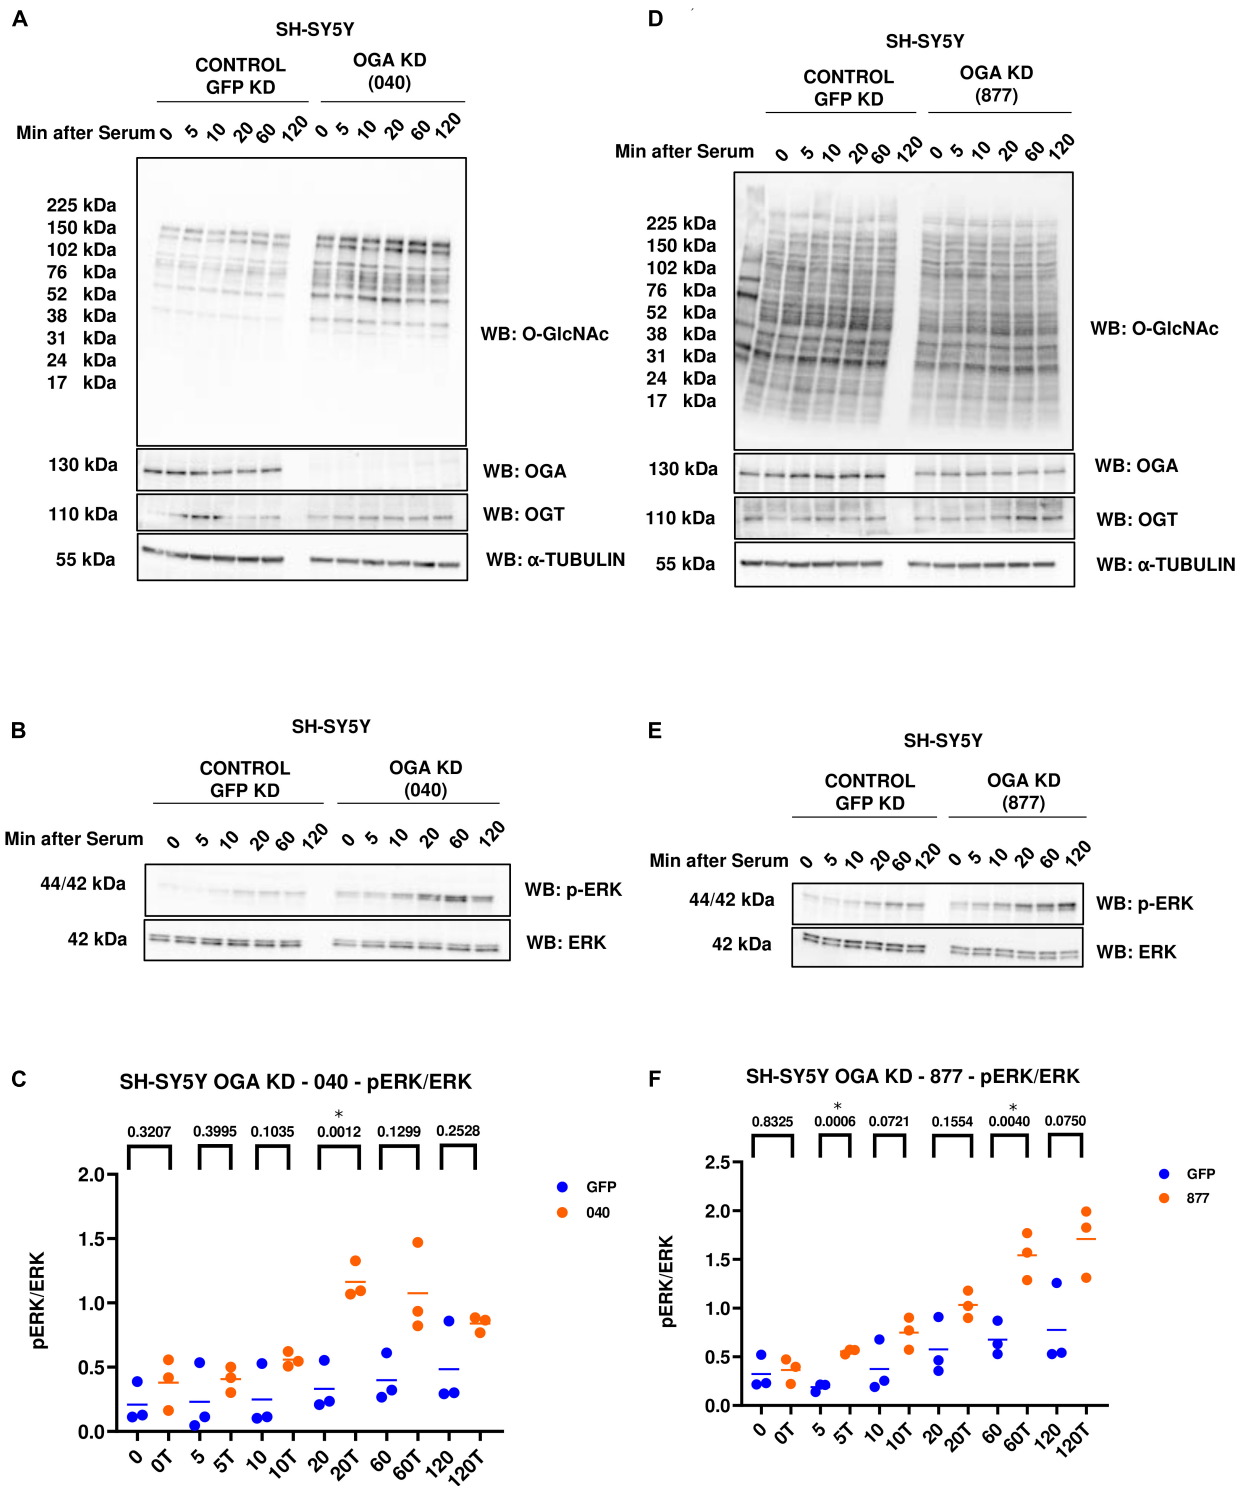 A
SH-SY5Y
CONTROL
GFP KD
OGA KD
(040)
Min after Serum 0 5 10 20 60 120 0 5 10 20 60 120
225 kDa
150 kDa
102 kDa
76 kDa
52 kDa
38 kDa
31 kDa
24 kDa
17 kDa
WB: O-GlcNAc
130 kDa
WB: OGA
110 kDa
WB: OGT
55 kDa
WB: α-TUBULIN
D
SH-SY5Y
CONTROL
GFP KD
OGA KD
(877)
Min after Serum 0 5 10 20 60 120 0 5 10 20 60 120
225 kDa
150 kDa
102 kDa
76 kDa
52 kDa
38 kDa
31 kDa
24 kDa
17 kDa
WB: O-GlcNAc
130 kDa
WB: OGA
110 kDa
WB: OGT
55 kDa
WB: α-TUBULIN
B
SH-SY5Y
CONTROL
GFP KD
OGA KD
(040)
Min after Serum 0 5 10 20 60 120 0 5 10 20 60 120
44/42 kDa
WB: p-ERK
42 kDa
WB: ERK
E
SH-SY5Y
CONTROL
GFP KD
OGA KD
(877)
Min after Serum 0 5 10 20 60 120 0 5 10 20 60 120
44/42 kDa
WB: p-ERK
42 kDa
WB: ERK
C
SH-SY5Y OGA KD - 040 - pERK/ERK
*
0.3207 0.3995 0.1035 0.0012 0.1299 0.2528
2.0
1.5
1.0
0.5
0.0
pERK/ERK
GFP
040
0 0T 5 5T 10 10T 20 20T 60 60T 120 120T
F
SH-SY5Y OGA KD - 877 - pERK/ERK
* *
0.8325 0.0006 0.0721 0.1554 0.0040 0.0750
2.5
2.0
1.5
1.0
0.5
0.0
pERK/ERK
GFP
877
0 0T 5 5T 10 10T 20 20T 60 60T 120 120T